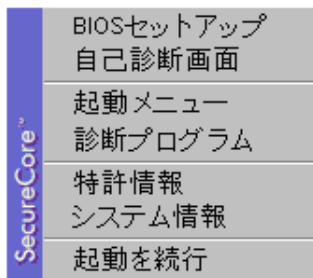 BIOSセットアップ
自己診断画面
起動メニュー
診断プログラム
特許情報
システム情報
起動を続行
SecureCore™